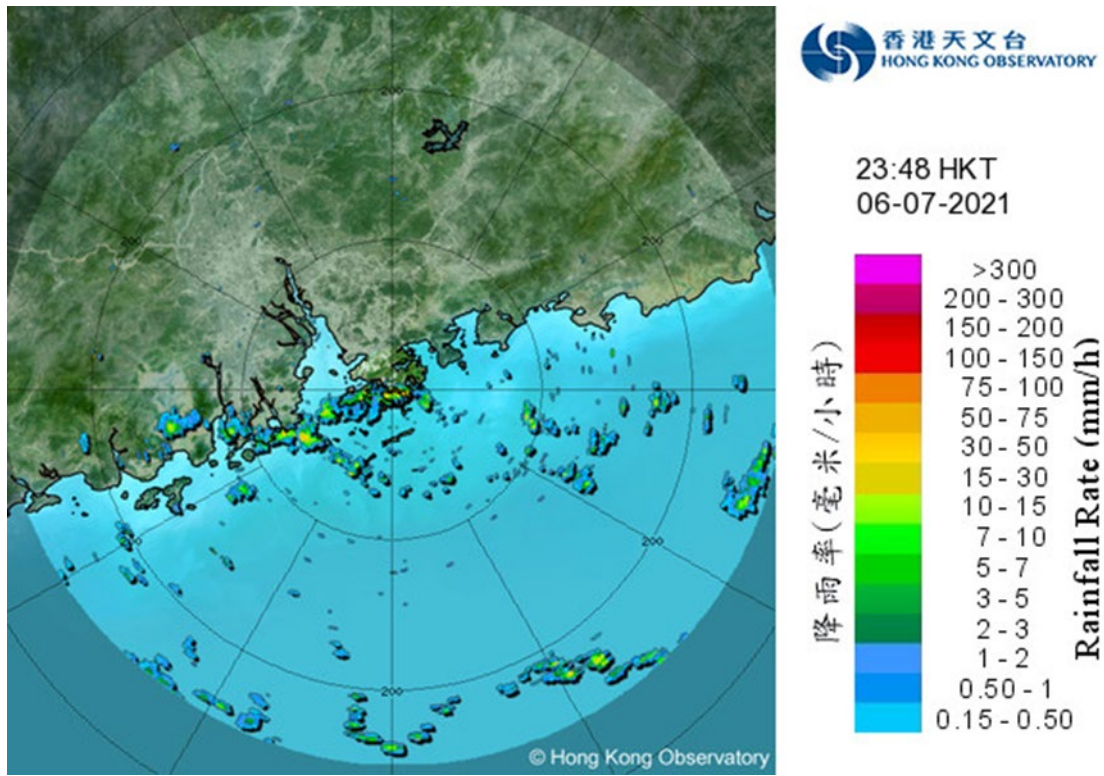 香港天文台
HONG KONG OBSERVATORY
23:48 HKT
06-07-2021
>300
200 - 300
150 - 200
100 - 150
75 - 100
50 - 75
30 - 50
15 - 30
10 - 15
7 - 10
5 - 7
3 - 5
2 - 3
1 - 2
0.50 - 1
0.15 - 0.50
降雨率(毫米/小時)
Rainfall Rate (mm/h)
200
200
200
200
200
© Hong Kong Observatory